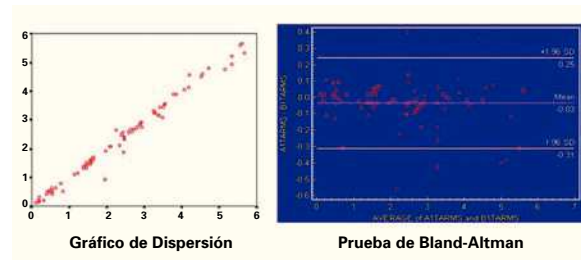 6
5
4
3
2
1
0
0 1 2 3 4 5 6
Gráfico de Dispersión
0.4
0.3
0.2
0.1
0.0
-0.1
-0.2
-0.3
-0.4
-0.5
-0.6
+1.96 SD
0.25
Mean
-0.03
-1.96 SD
-0.31
0 1 2 3 4 5 6 7
AVERAGE of A1TARMS and B1TARMS
A1TARMS - B1TARMS
Prueba de Bland-Altman